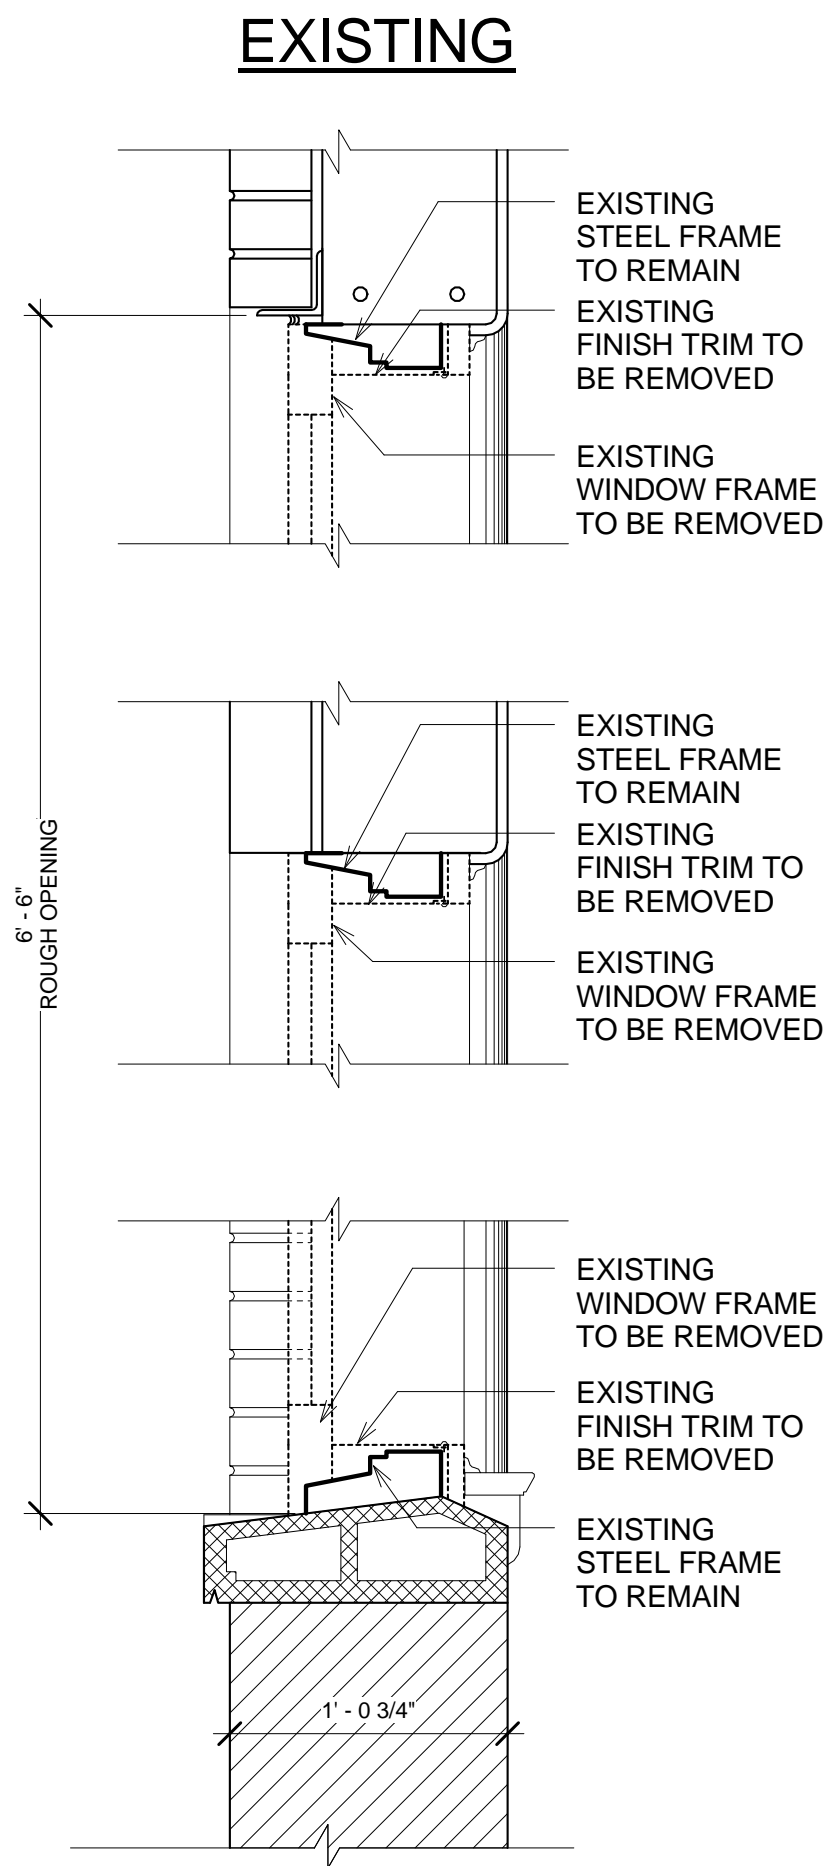 EXISTING
EXISTING
STEEL FRAME
TO REMAIN
EXISTING
FINISH TRIM TO
BE REMOVED
EXISTING
WINDOW FRAME
TO BE REMOVED
EXISTING
STEEL FRAME
TO REMAIN
EXISTING
FINISH TRIM TO
BE REMOVED
EXISTING
WINDOW FRAME
TO BE REMOVED
6' - 6"
ROUGH OPENING
EXISTING
WINDOW FRAME
TO BE REMOVED
EXISTING
FINISH TRIM TO
BE REMOVED
EXISTING
STEEL FRAME
TO REMAIN
1' - 0 3/4"